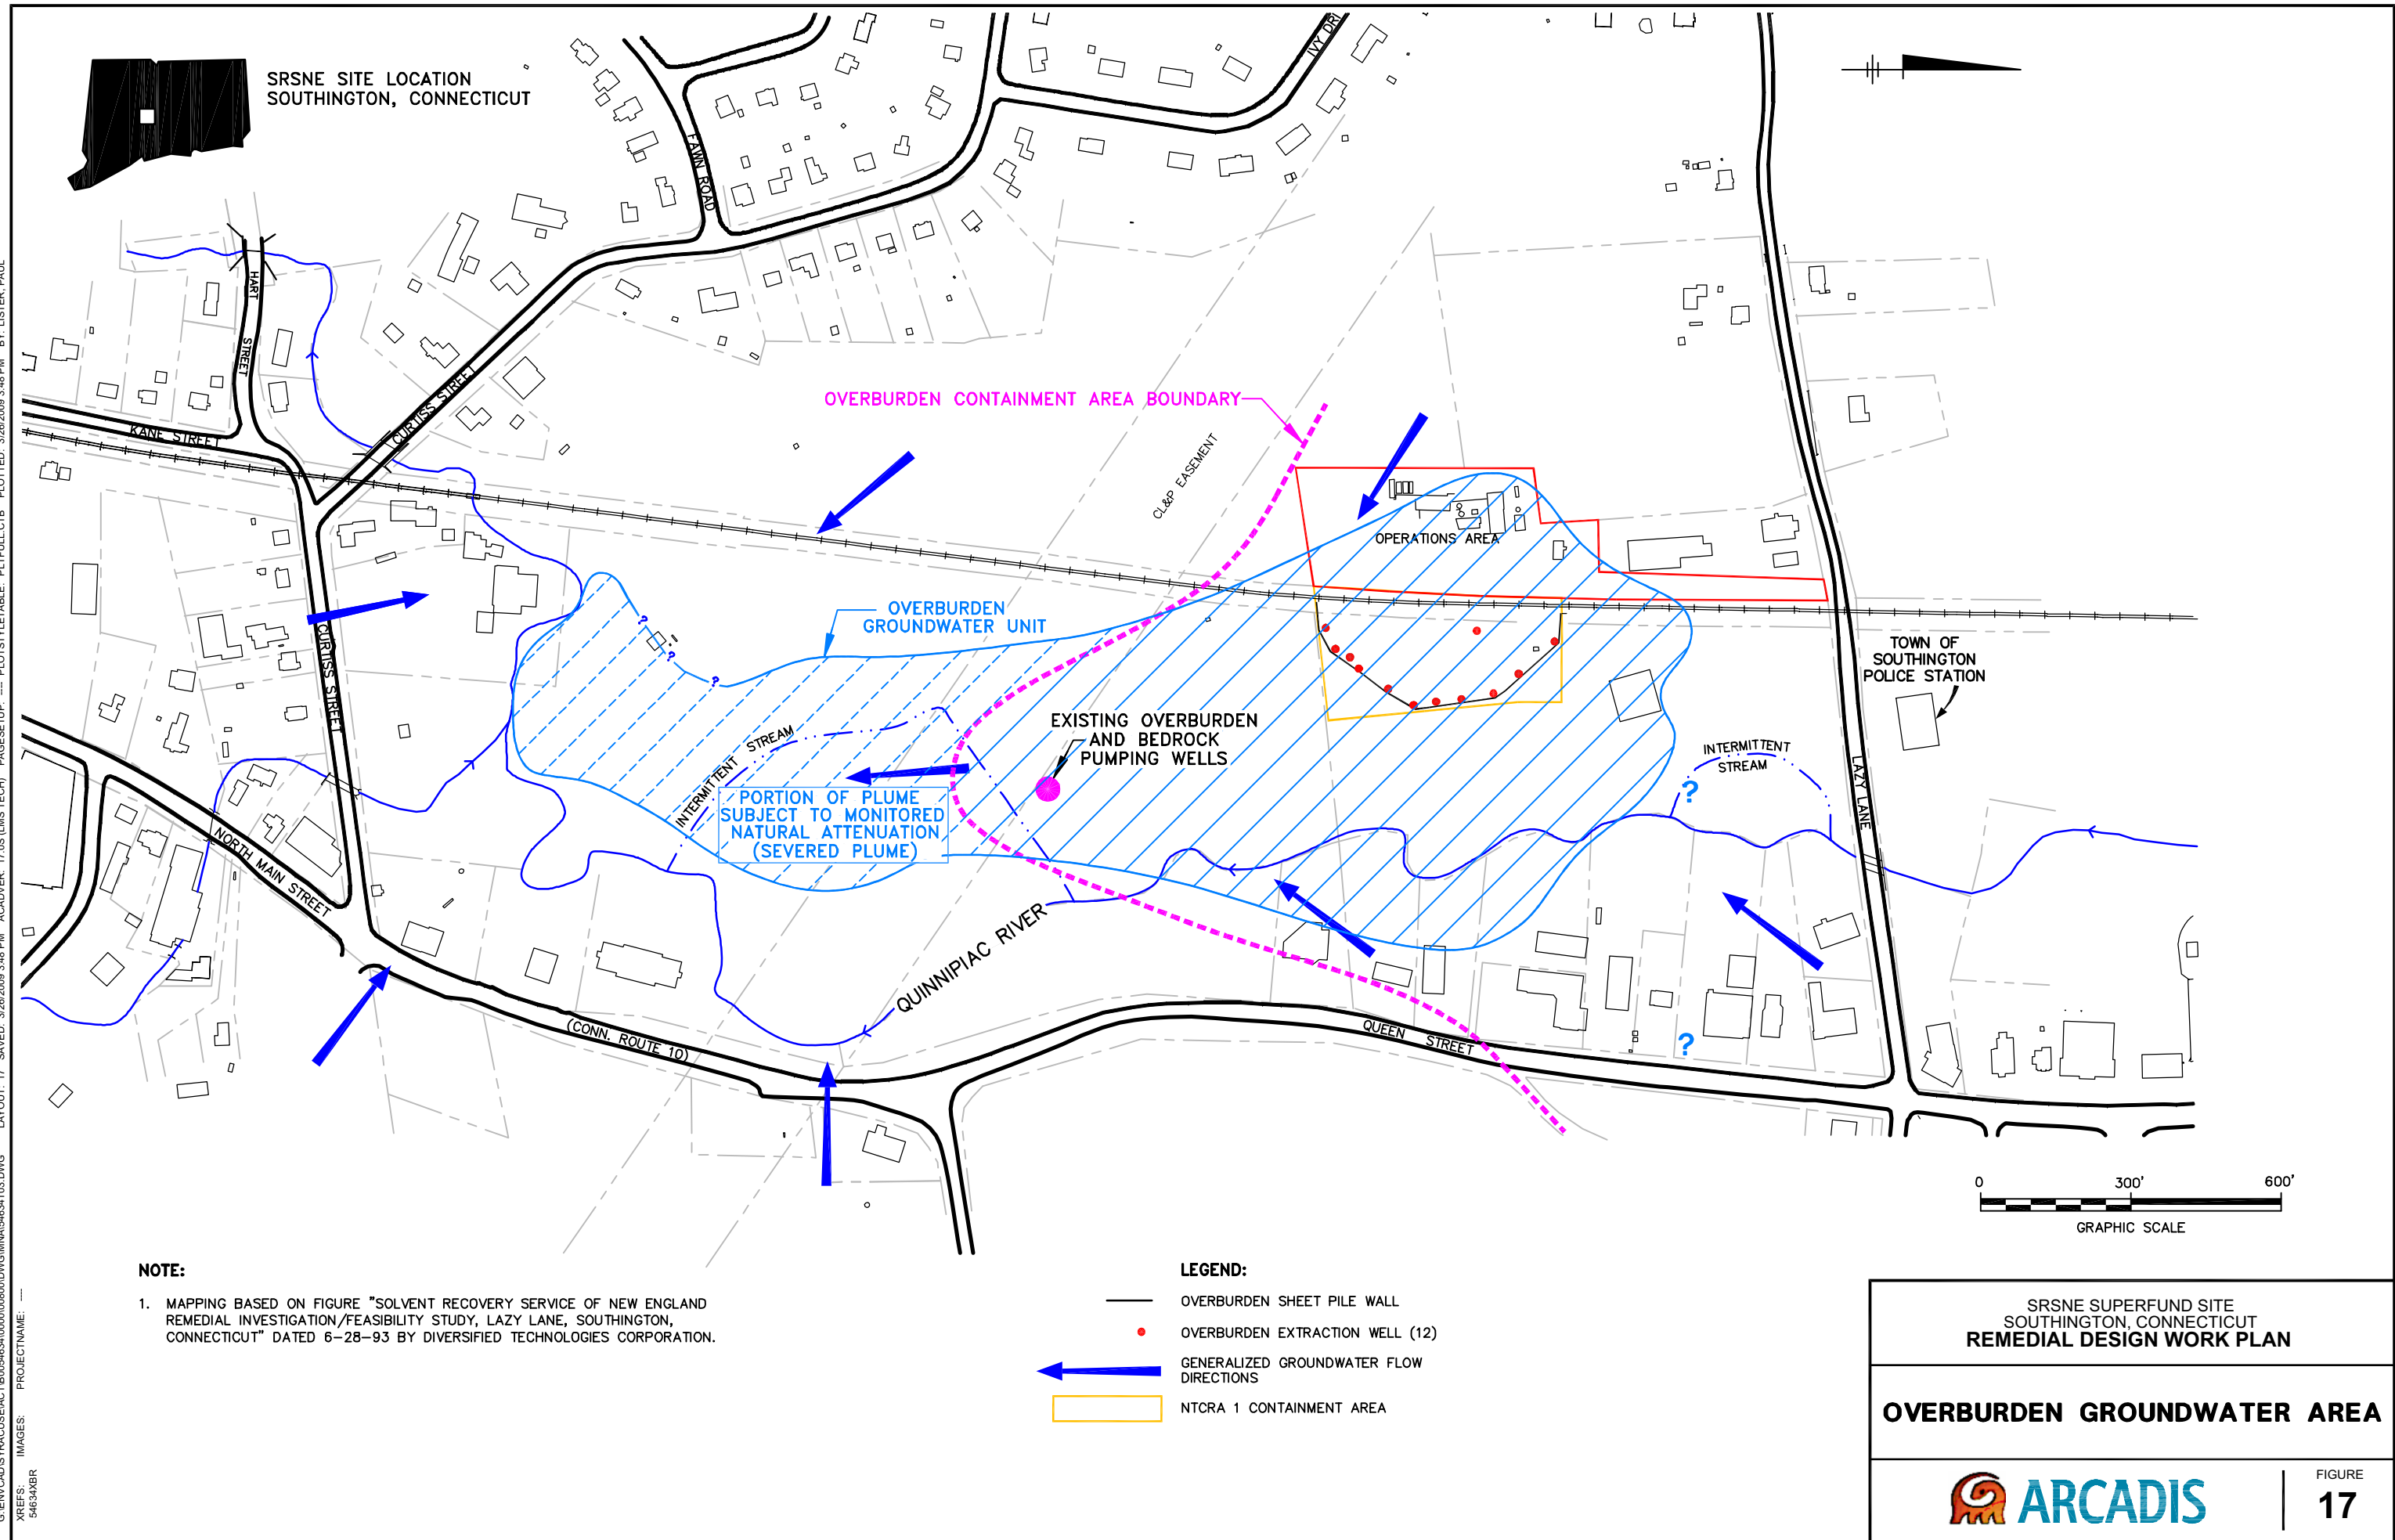 SRSNE SITE LOCATION
SOUTHINGTON, CONNECTICUT
IVY DRI
FAWN ROAD
HART
STREET
KANE STREET
CURTISS STREET
OVERBURDEN CONTAINMENT AREA BOUNDARY
CL&P EASEMENT
OPERATIONS AREA
OVERBURDEN
GROUNDWATER UNIT
?
?
?
CURTISS STREET
TOWN OF
SOUTHINGTON
POLICE STATION
EXISTING OVERBURDEN
AND BEDROCK
PUMPING WELLS
INTERMITTENT
STREAM
INTERMITTENT STREAM
?
LAZY LANE
PORTION OF PLUME
SUBJECT TO MONITORED
NATURAL ATTENUATION
(SEVERED PLUME)
NORTH MAIN STREET
QUINNIPIAC RIVER
(CONN. ROUTE 10)
QUEEN STREET
?
0 300' 600'
GRAPHIC SCALE
NOTE:
1. MAPPING BASED ON FIGURE "SOLVENT RECOVERY SERVICE OF NEW ENGLAND
REMEDIAL INVESTIGATION/FEASIBILITY STUDY, LAZY LANE, SOUTHINGTON,
CONNECTICUT" DATED 6-28-93 BY DIVERSIFIED TECHNOLOGIES CORPORATION.
LEGEND:
OVERBURDEN SHEET PILE WALL
OVERBURDEN EXTRACTION WELL (12)
GENERALIZED GROUNDWATER FLOW
DIRECTIONS
NTCRA 1 CONTAINMENT AREA
SRSNE SUPERFUND SITE
SOUTHINGTON, CONNECTICUT
REMEDIAL DESIGN WORK PLAN
OVERBURDEN GROUNDWATER AREA
ARCADIS
FIGURE
17
XREFS: IMAGES: PROJECTNAME: ----
54634XBR